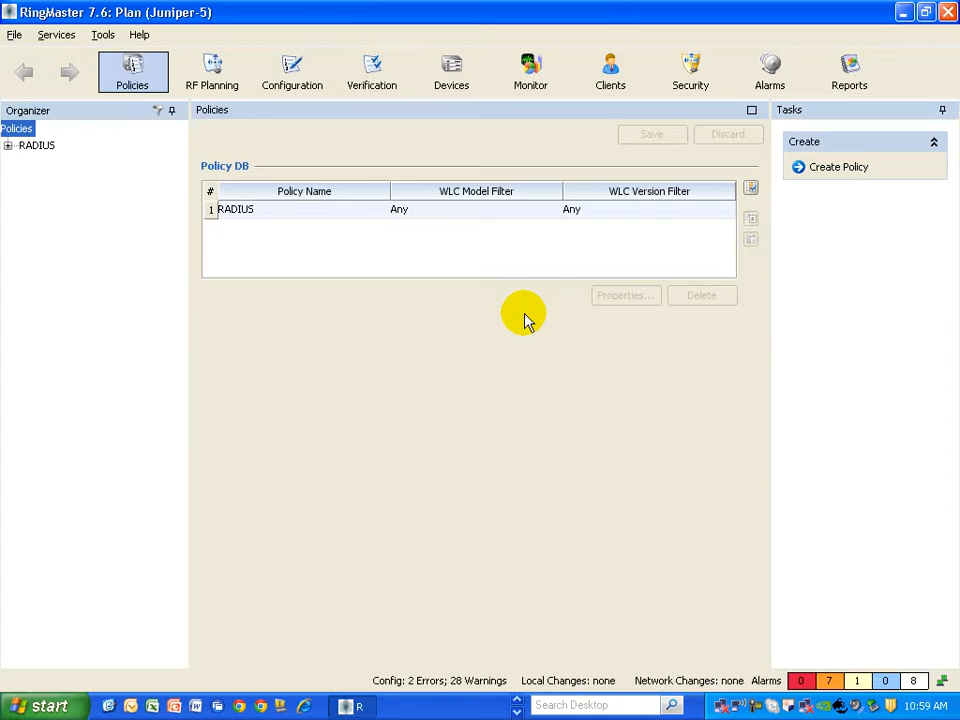 RingMaster 7.6: Plan (Juniper-5)
File Services Tools Help
Policies RF Planning Configuration Verification Devices Monitor Clients Security Alarms Reports
Organizer
Policies
RADIUS
Policies
Save Discard
Policy DB
# Policy Name WLC Model Filter WLC Version Filter
1 RADIUS Any Any
Properties... Delete
Tasks
Create
Create Policy
Config: 2 Errors; 28 Warnings Local Changes: none Network Changes: none Alarms 0 7 1 0 8
start R Search Desktop 10:59 AM